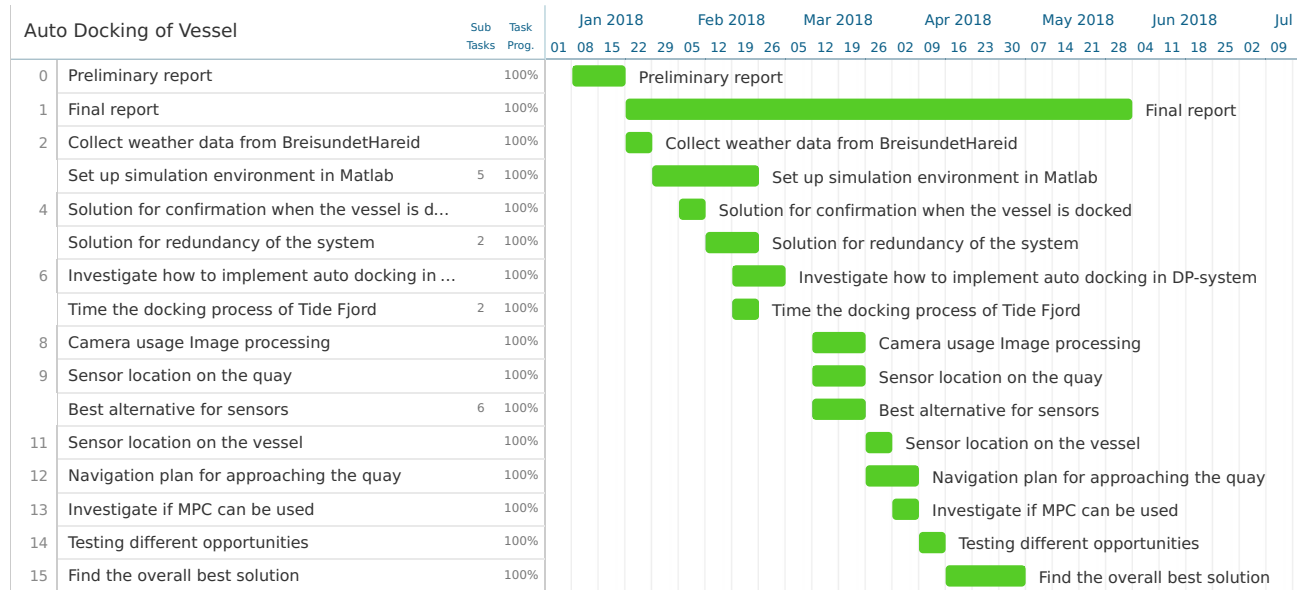 Auto Docking of Vessel
Sub Tasks Task Prog.
Jan 2018 Feb 2018 Mar 2018 Apr 2018 May 2018 Jun 2018 Jul
01 08 15 22 29 05 12 19 26 05 12 19 26 02 09 16 23 30 07 14 21 28 04 11 18 25 02 09
0 Preliminary report 100% Preliminary report
1 Final report 100% Final report
2 Collect weather data from BreisundetHareid 100% Collect weather data from BreisundetHareid
Set up simulation environment in Matlab 5 100% Set up simulation environment in Matlab
4 Solution for confirmation when the vessel is d... 100% Solution for confirmation when the vessel is docked
Solution for redundancy of the system 2 100% Solution for redundancy of the system
6 Investigate how to implement auto docking in ... 100% Investigate how to implement auto docking in DP-system
Time the docking process of Tide Fjord 2 100% Time the docking process of Tide Fjord
8 Camera usage Image processing 100% Camera usage Image processing
9 Sensor location on the quay 100% Sensor location on the quay
Best alternative for sensors 6 100% Best alternative for sensors
11 Sensor location on the vessel 100% Sensor location on the vessel
12 Navigation plan for approaching the quay 100% Navigation plan for approaching the quay
13 Investigate if MPC can be used 100% Investigate if MPC can be used
14 Testing different opportunities 100% Testing different opportunities
15 Find the overall best solution 100% Find the overall best solution